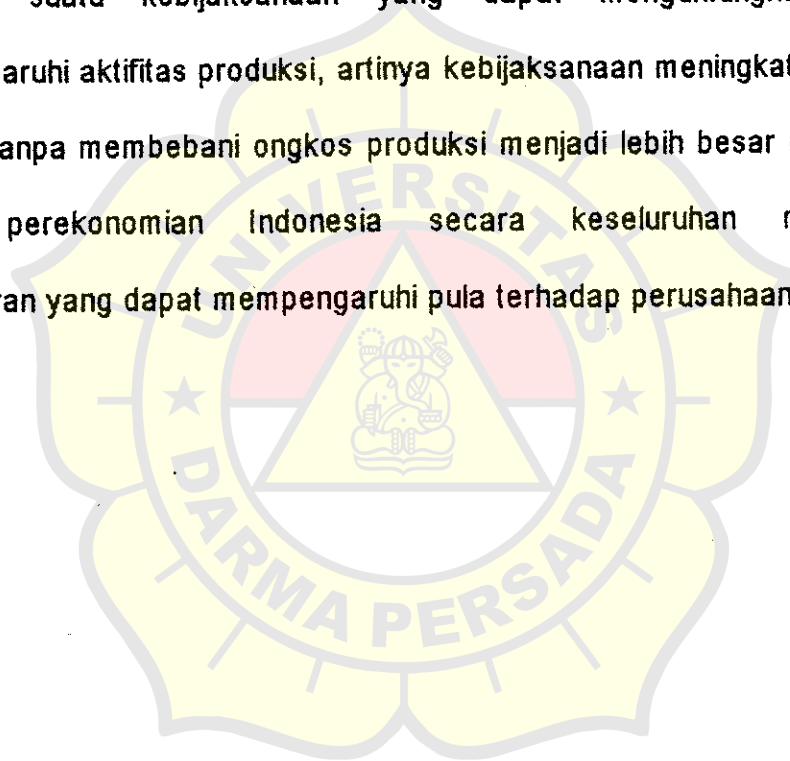 suatu kebijaksanaan yang dapat
aruhi aktifitas produksi, artinya kebijaksanaan meningkat
anpa membebani ongkos produksi menjadi lebih besar
perekonomian Indonesia secara keseluruhan
ran yang dapat mempengaruhi pula terhadap perusahaan
UNIVERSITAS
DARMA PERSADA